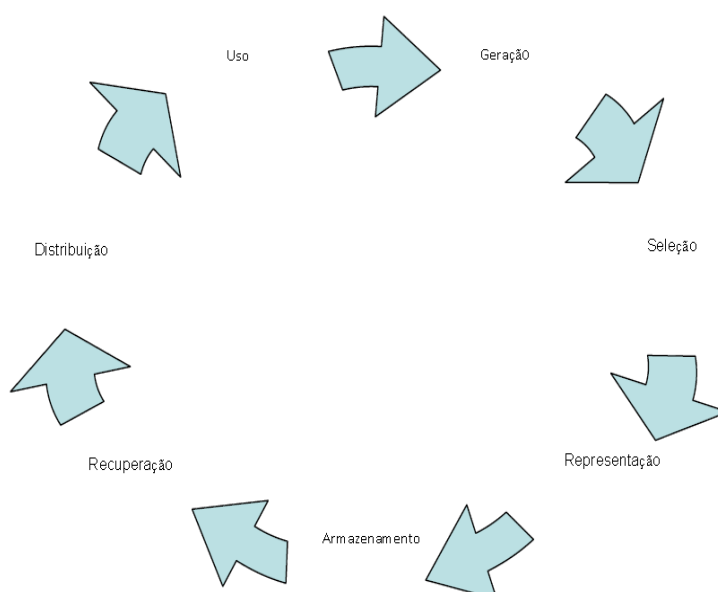 Uso
Geração
Seleção
Representação
Armazenamento
Recuperação
Distribuição